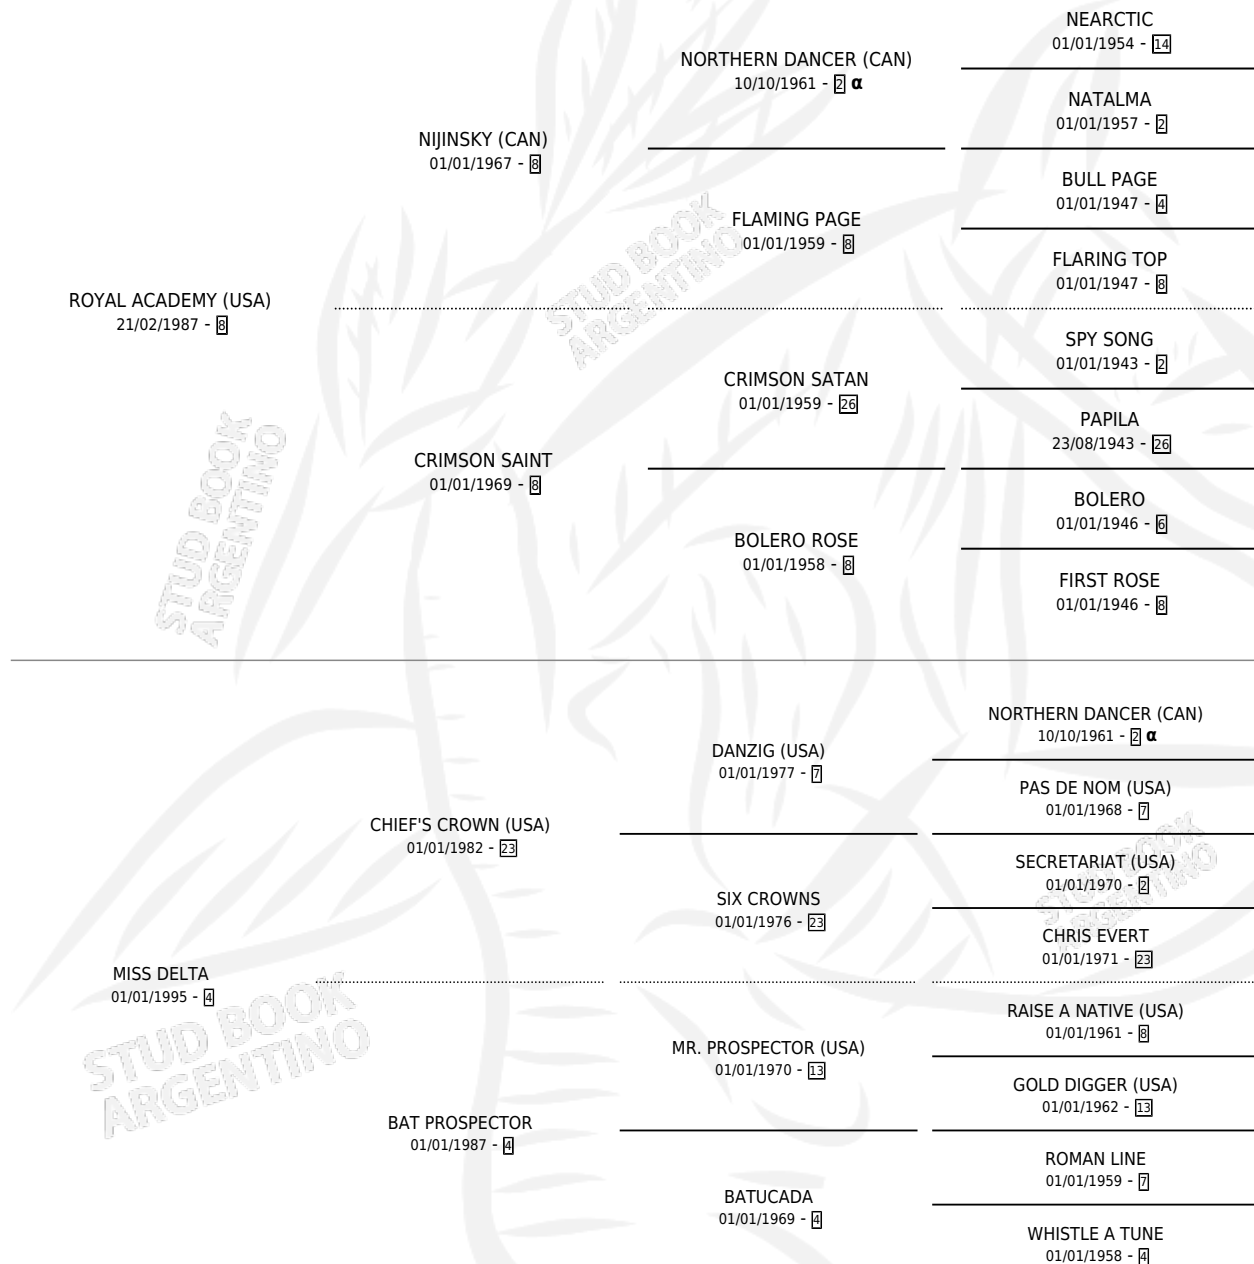 NEARCTIC
01/01/1954 - 14
NORTHERN DANCER (CAN)
10/10/1961 - 2 α
NATALMA
01/01/1957 - 2
NIJINSKY (CAN)
01/01/1967 - 8
BULL PAGE
01/01/1947 - 4
FLAMING PAGE
01/01/1959 - 8
FLARING TOP
01/01/1947 - 8
ROYAL ACADEMY (USA)
21/02/1987 - 8
SPY SONG
01/01/1943 - 2
CRIMSON SATAN
01/01/1959 - 26
PAPILA
23/08/1943 - 26
CRIMSON SAINT
01/01/1969 - 8
BOLERO
01/01/1946 - 6
BOLERO ROSE
01/01/1958 - 8
FIRST ROSE
01/01/1946 - 8
NORTHERN DANCER (CAN)
10/10/1961 - 2 α
DANZIG (USA)
01/01/1977 - 7
PAS DE NOM (USA)
01/01/1968 - 7
CHIEF'S CROWN (USA)
01/01/1982 - 23
SECRETARIAT (USA)
01/01/1970 - 2
SIX CROWNS
01/01/1976 - 23
CHRIS EVERT
01/01/1971 - 23
MISS DELTA
01/01/1995 - 4
RAISE A NATIVE (USA)
01/01/1961 - 8
MR. PROSPECTOR (USA)
01/01/1970 - 13
GOLD DIGGER (USA)
01/01/1962 - 13
BAT PROSPECTOR
01/01/1987 - 4
ROMAN LINE
01/01/1959 - 7
BATUCADA
01/01/1969 - 4
WHISTLE A TUNE
01/01/1958 - 4
STUD BOOK
ARGENTINO
STUD BOOK
ARGENTINO
STUD BOOK
ARGENTINO
STUD BOOK
ARGENTINO